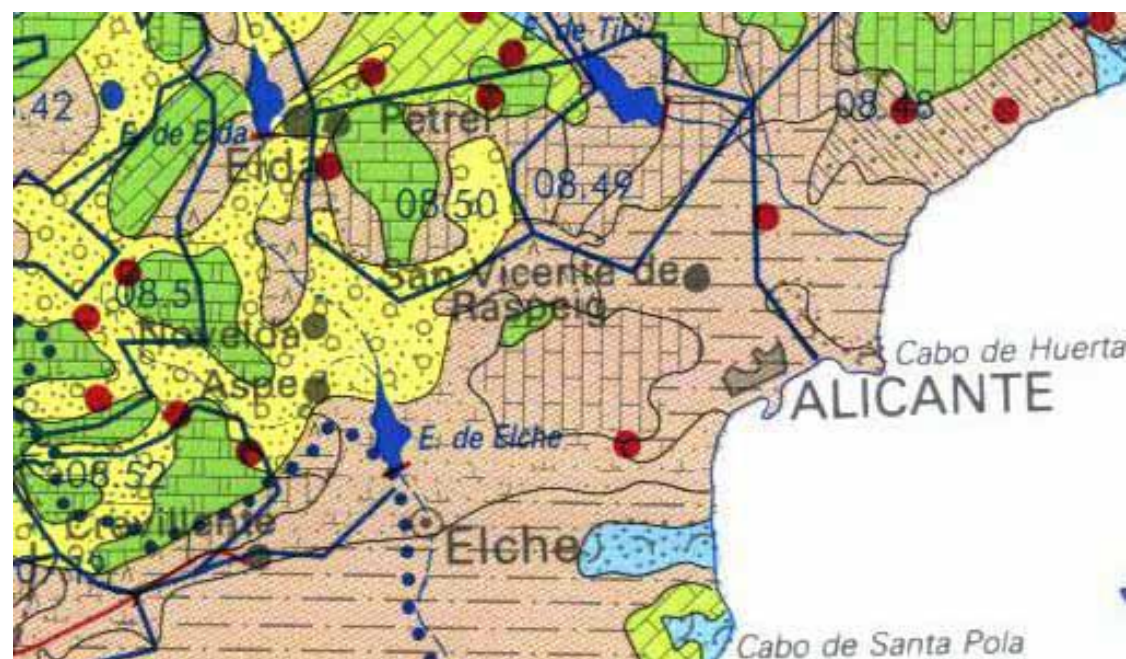 E. de Tibi
.42
08.48
E. de Elda
Petrel
Elda
08.49
08.50
San Vicente de
Raspeig
08.5
Novelda
Cabo de Huerta
Aspe
ALICANTE
E. de Elche
08.52
Crevillente
Elche
Cabo de Santa Pola